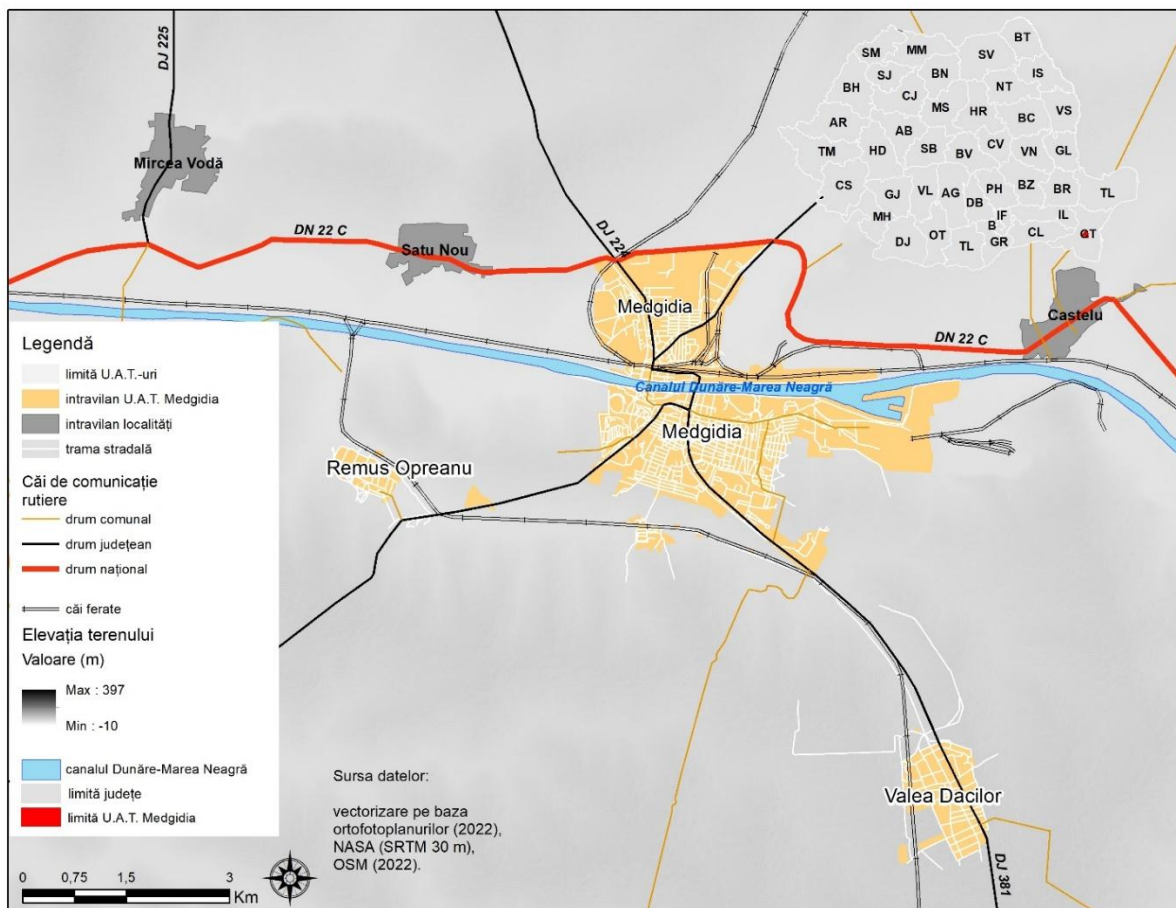 DJ 225
Mircea Vodă
DN 22 C
Satu Nou
DJ 224
Medgidia
DN 22 C
Castelu
Canalul Dunăre-Marea Neagră
Medgidia
Remus Opreanu
Valea Dacilor
DJ 381
SM
MM
SV
BT
BH
SJ
BN
NT
IS
CJ
MS
HR
BC
VS
AR
AB
TM
HD
SB
BV
CV
VN
GL
CS
GJ
VL
AG
DB
PH
BZ
BR
TL
MH
IF
B
IL
CT
DJ
OT
TL
GR
CL
Legendă
limită U.A.T.-uri
intravilan U.A.T. Medgidia
intravilan localități
trama stradală
Căi de comunicație
rutiere
drum comunal
drum județean
drum național
căi ferate
Elevația terenului
Valoare (m)
Max : 397
Min : -10
canalul Dunăre-Marea Neagră
limită județe
limită U.A.T. Medgidia
Sursa datelor:
vectorizare pe baza
ortofotoplanurilor (2022),
NASA (SRTM 30 m),
OSM (2022).
0 0,75 1,5 3
Km